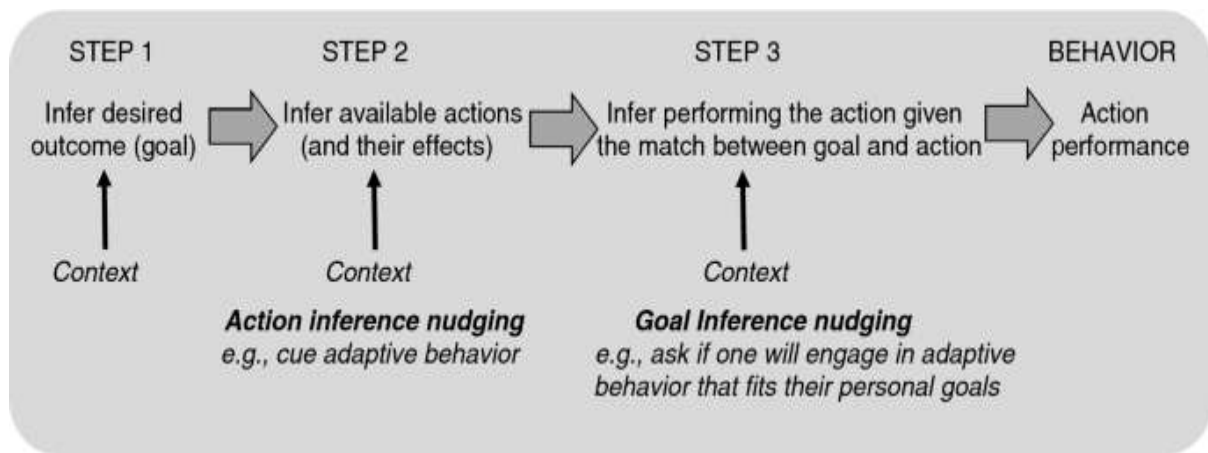 STEP 1
STEP 2
STEP 3
BEHAVIOR
Infer desired
outcome (goal)
Infer available actions
(and their effects)
Infer performing the action given
the match between goal and action
Action
performance
Context
Context
Context
Action inference nudging
e.g., cue adaptive behavior
Goal Inference nudging
e.g., ask if one will engage in adaptive
behavior that fits their personal goals